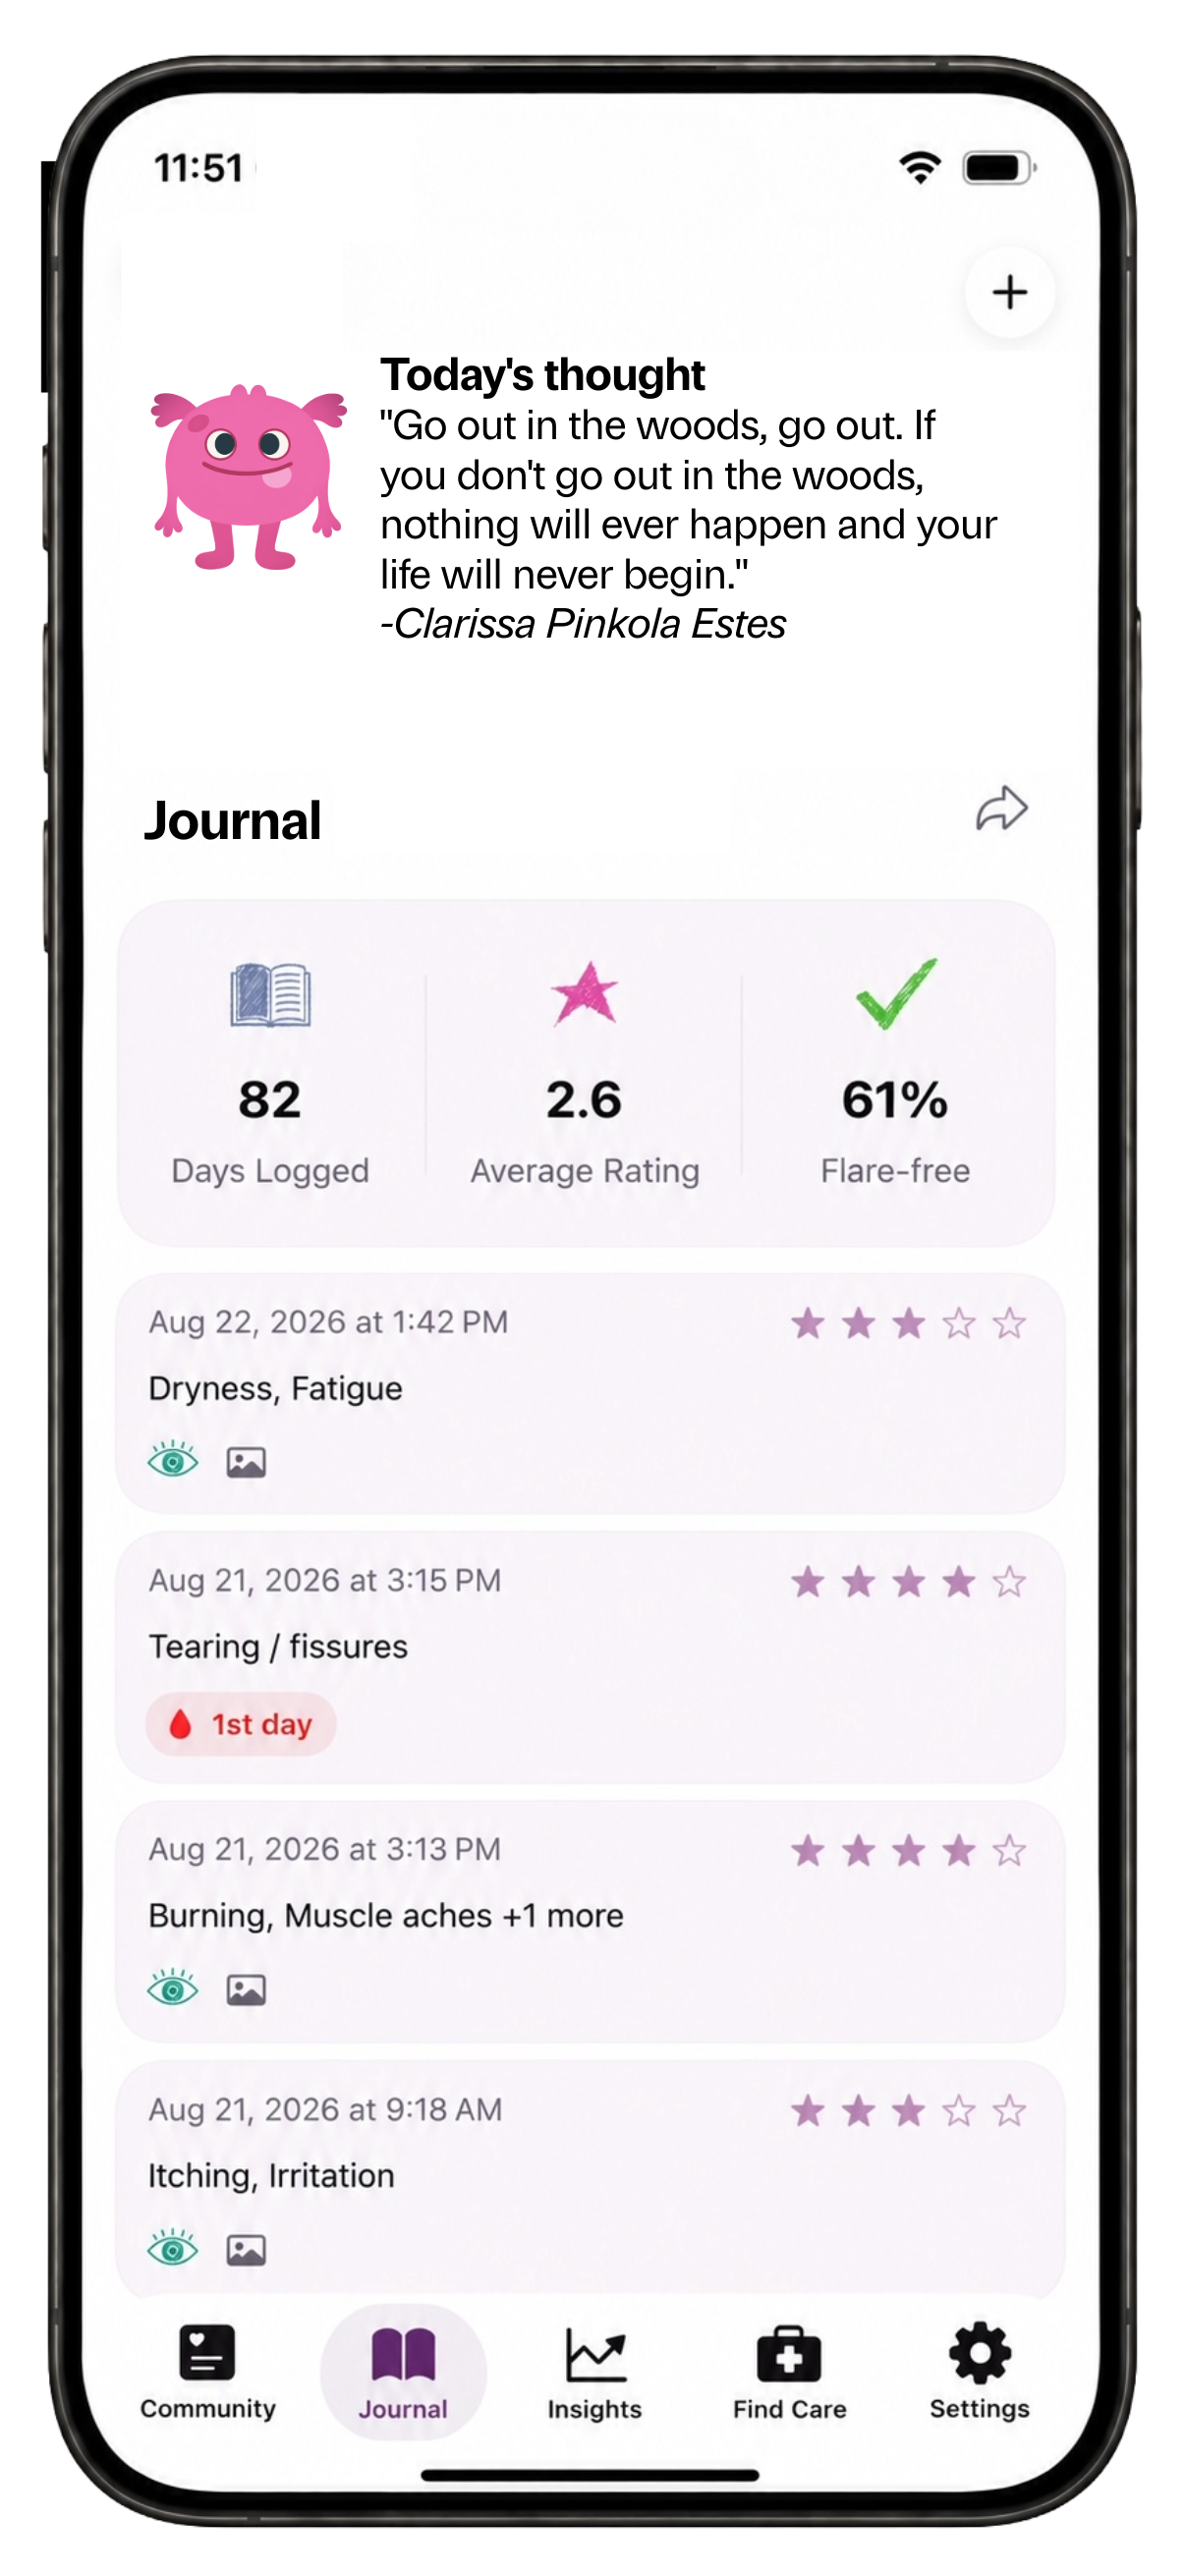 11:51
Today's thought
"Go out in the woods, go out. If
you don't go out in the woods,
nothing will ever happen and your
life will never begin."
-Clarissa Pinkola Estes
Journal
82
Days Logged
2.6
Average Rating
61%
Flare-free
Aug 22, 2026 at 1:42 PM
Dryness, Fatigue
Aug 21, 2026 at 3:15 PM
Tearing / fissures
1st day
Aug 21, 2026 at 3:13 PM
Burning, Muscle aches +1 more
Aug 21, 2026 at 9:18 AM
Itching, Irritation
Community
Journal
Insights
Find Care
Settings